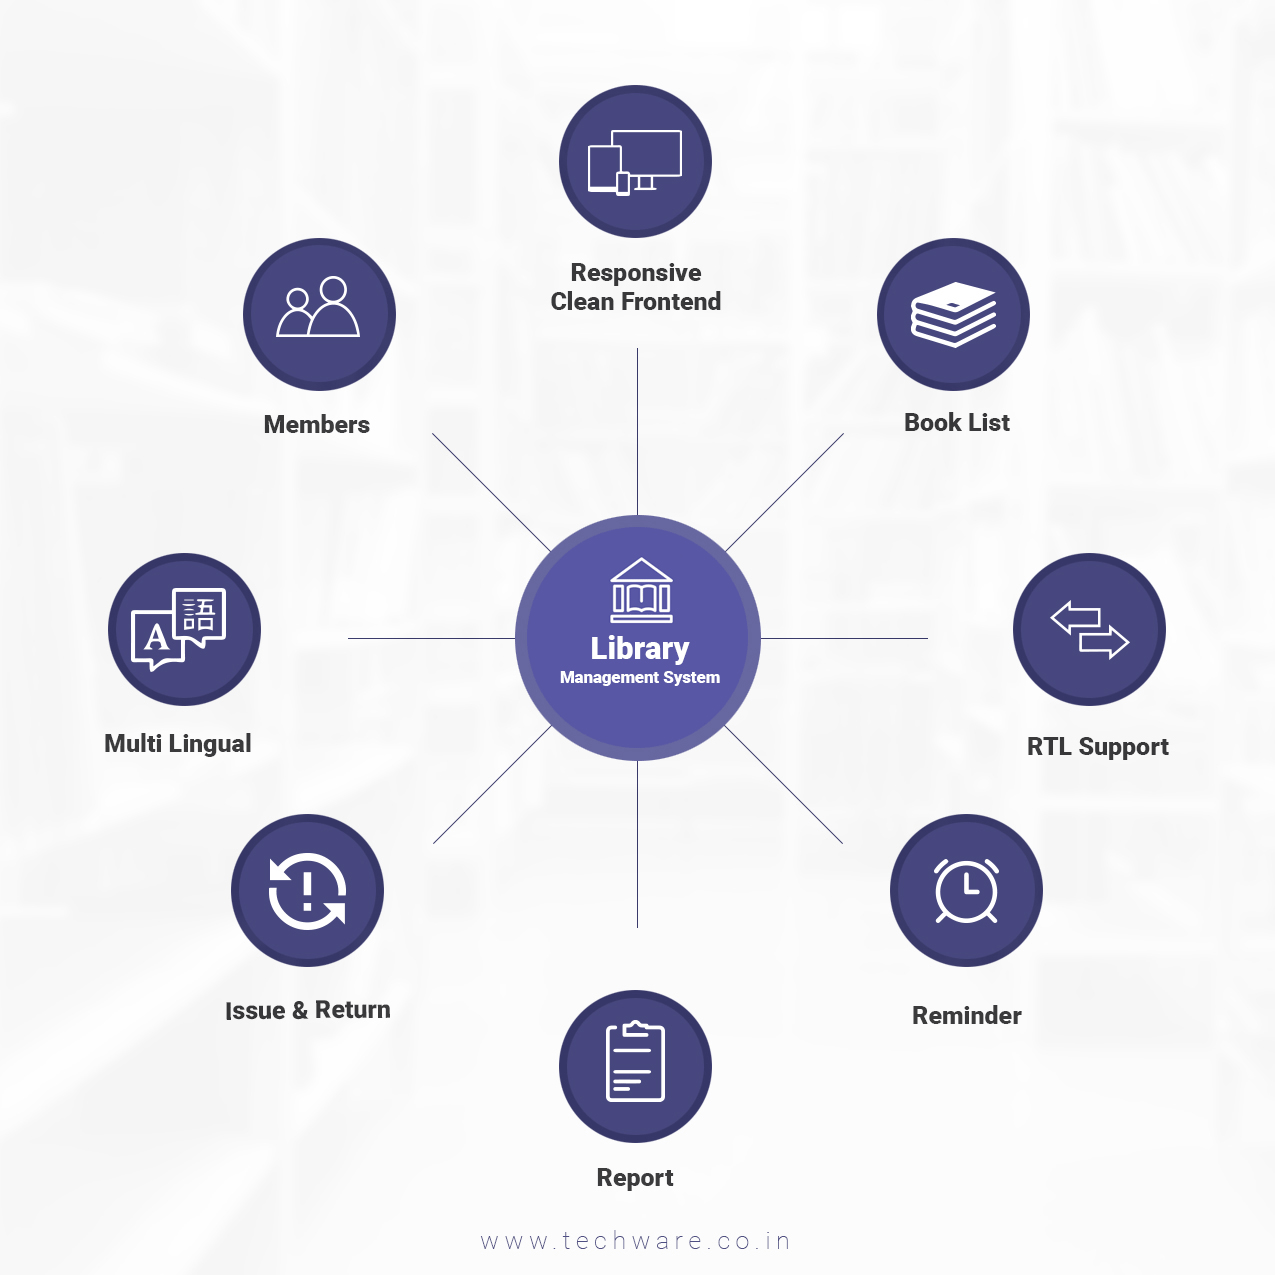 Responsive
Clean Frontend
Members
Book List
A
語
Library
Management System
Multi Lingual
RTL Support
Issue & Return
Reminder
Report
www.techware.co.in